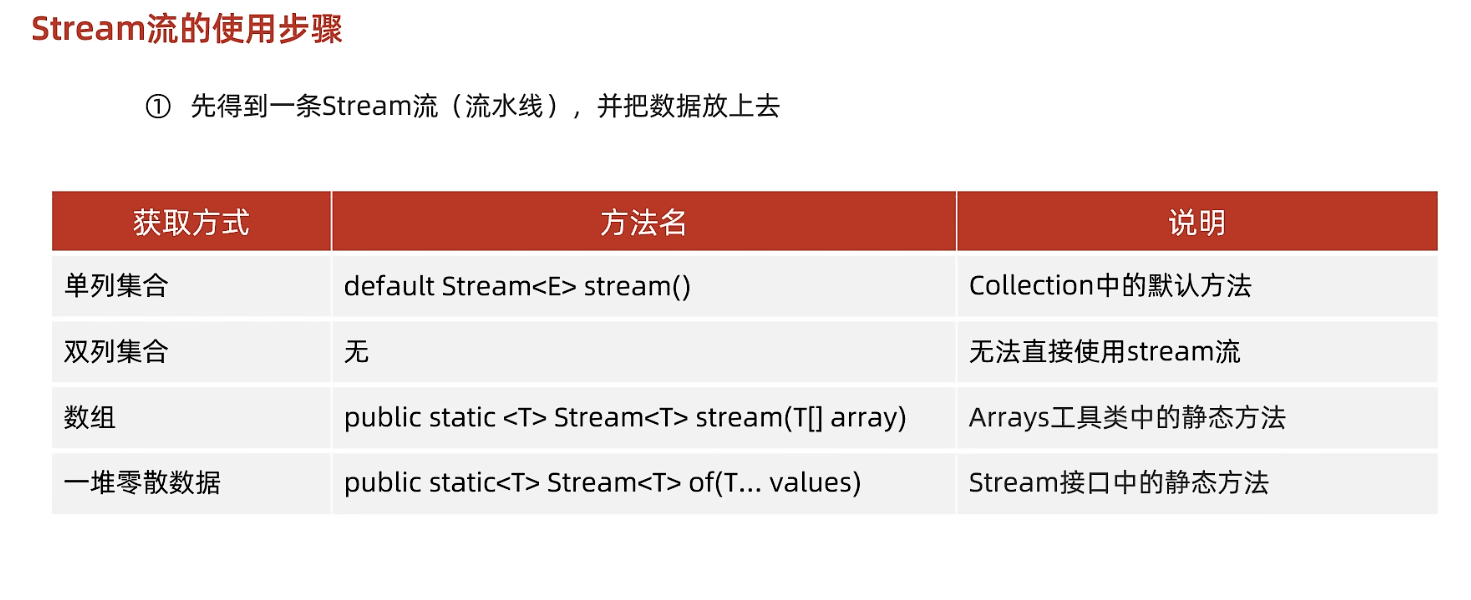 Stream流的使用步骤
① 先得到一条Stream流（流水线），并把数据放上去
获取方式 方法名 说明
单列集合 default Stream<E> stream() Collection中的默认方法
双列集合 无 无法直接使用stream流
数组 public static <T> Stream<T> stream(T[] array) Arrays工具类中的静态方法
一堆零散数据 public static<T> Stream<T> of(T... values) Stream接口中的静态方法